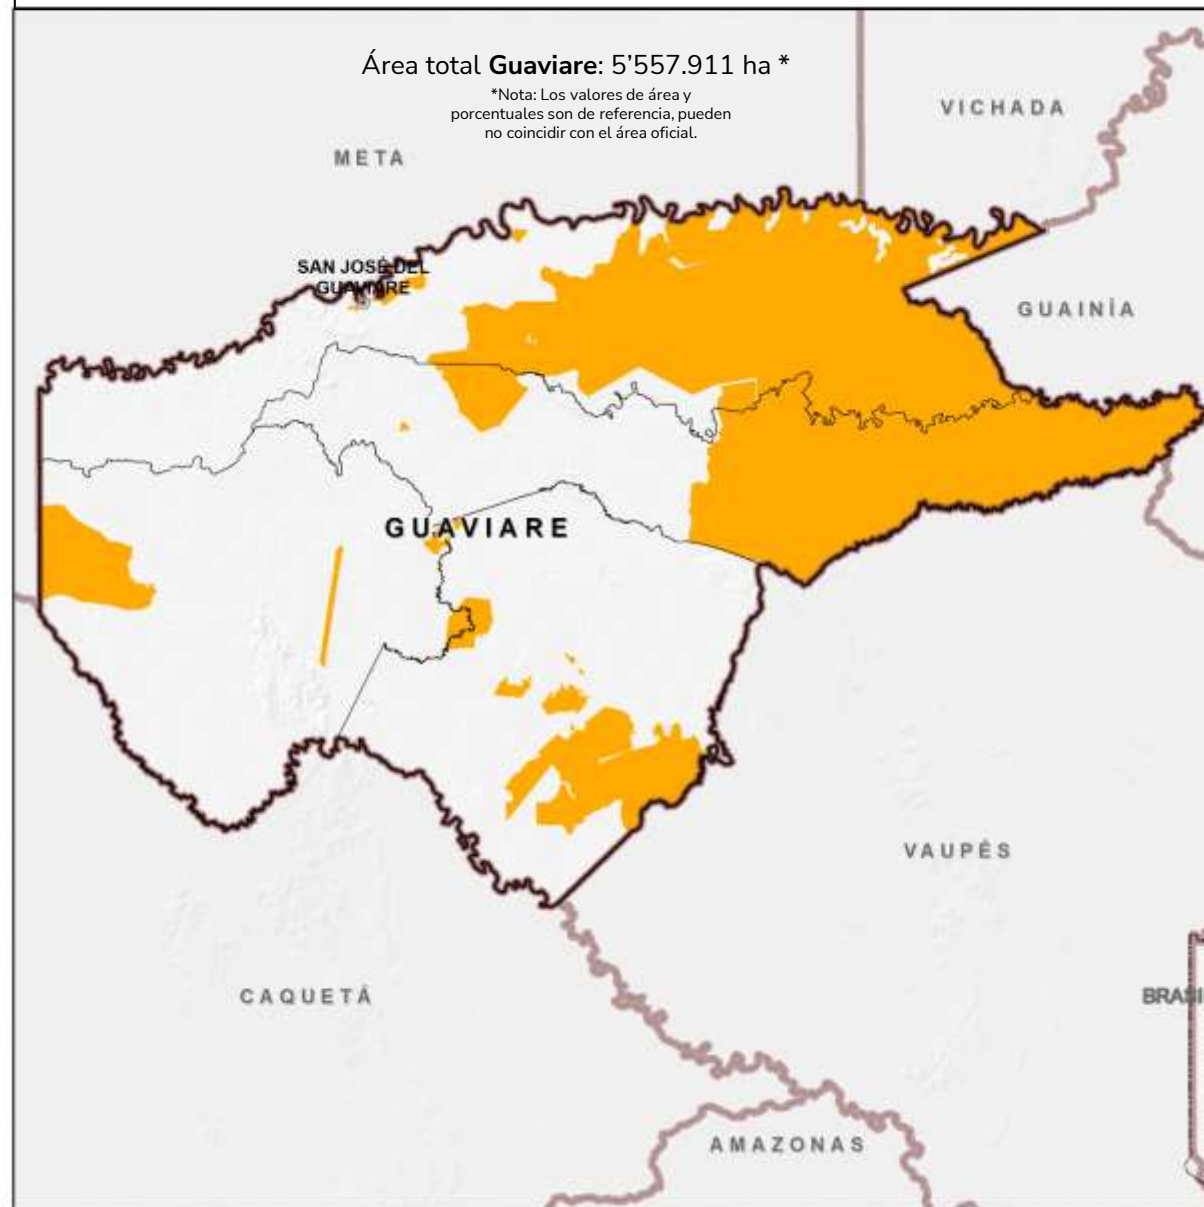 Área total Guaviare: 5’557.911 ha *
*Nota: Los valores de área y
porcentuales son de referencia, pueden
no coincidir con el área oficial.
VICHADA
META
SAN JOSÉ DEL
GUAVIARE
GUAINÍA
GUAVIARE
VAUPÉS
CAQUETÁ
BRASI
AMAZONAS